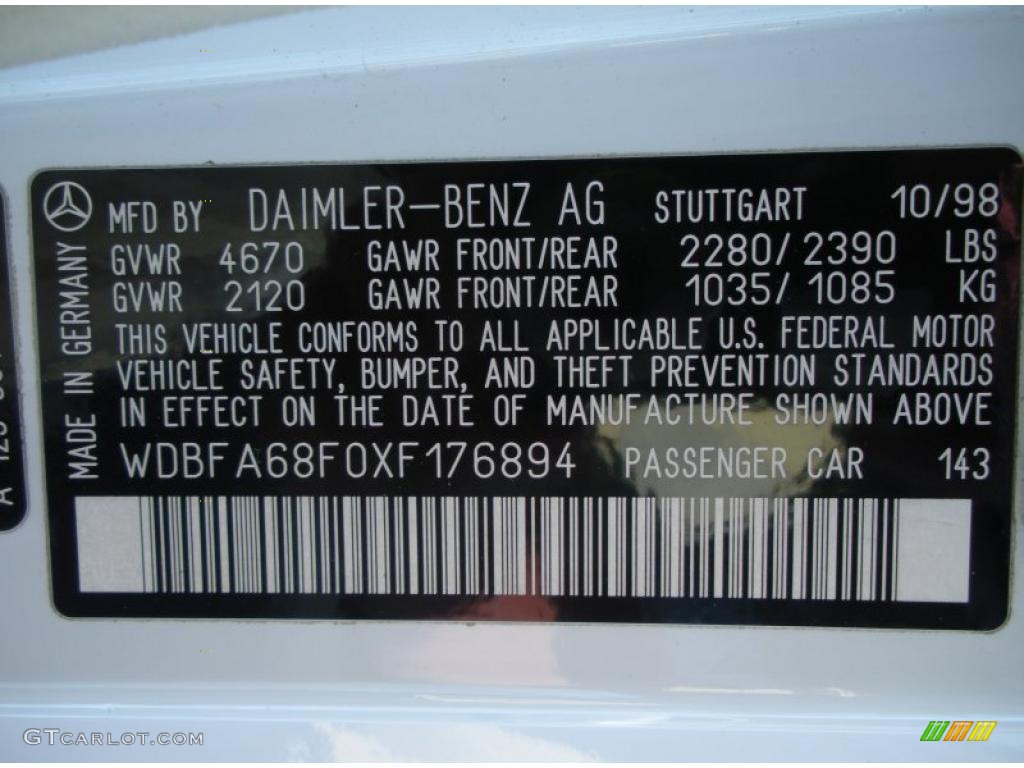 MFD BY DAIMLER-BENZ AG STUTTGART 10/98
GVWR 4670 GAWR FRONT/REAR 2280/2390 LBS
GVWR 2120 GAWR FRONT/REAR 1035/1085 KG
THIS VEHICLE CONFORMS TO ALL APPLICABLE U.S. FEDERAL MOTOR
VEHICLE SAFETY, BUMPER, AND THEFT PREVENTION STANDARDS
IN EFFECT ON THE DATE OF MANUFACTURE SHOWN ABOVE
WDBFA68F0XF176894 PASSENGER CAR 143
MADE IN GERMANY
GTCARLOT.COM